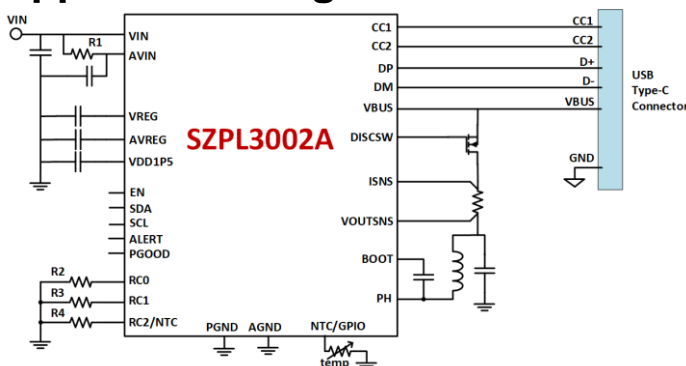 VIN
R1
VIN
AVIN
VREG
AVREG
VDD1P5
EN
SDA
SCL
ALERT
PGOOD
R2
RC0
R3
RC1
R4
RC2/NTC
SZPL3002A
PGND
AGND
NTC/GPIO
temp
CC1
CC2
DP
DM
VBUS
DISCSW
ISNS
VOUTSNS
BOOT
PH
CC1
CC2
D+
D-
VBUS
GND
USB
Type-C
Connector